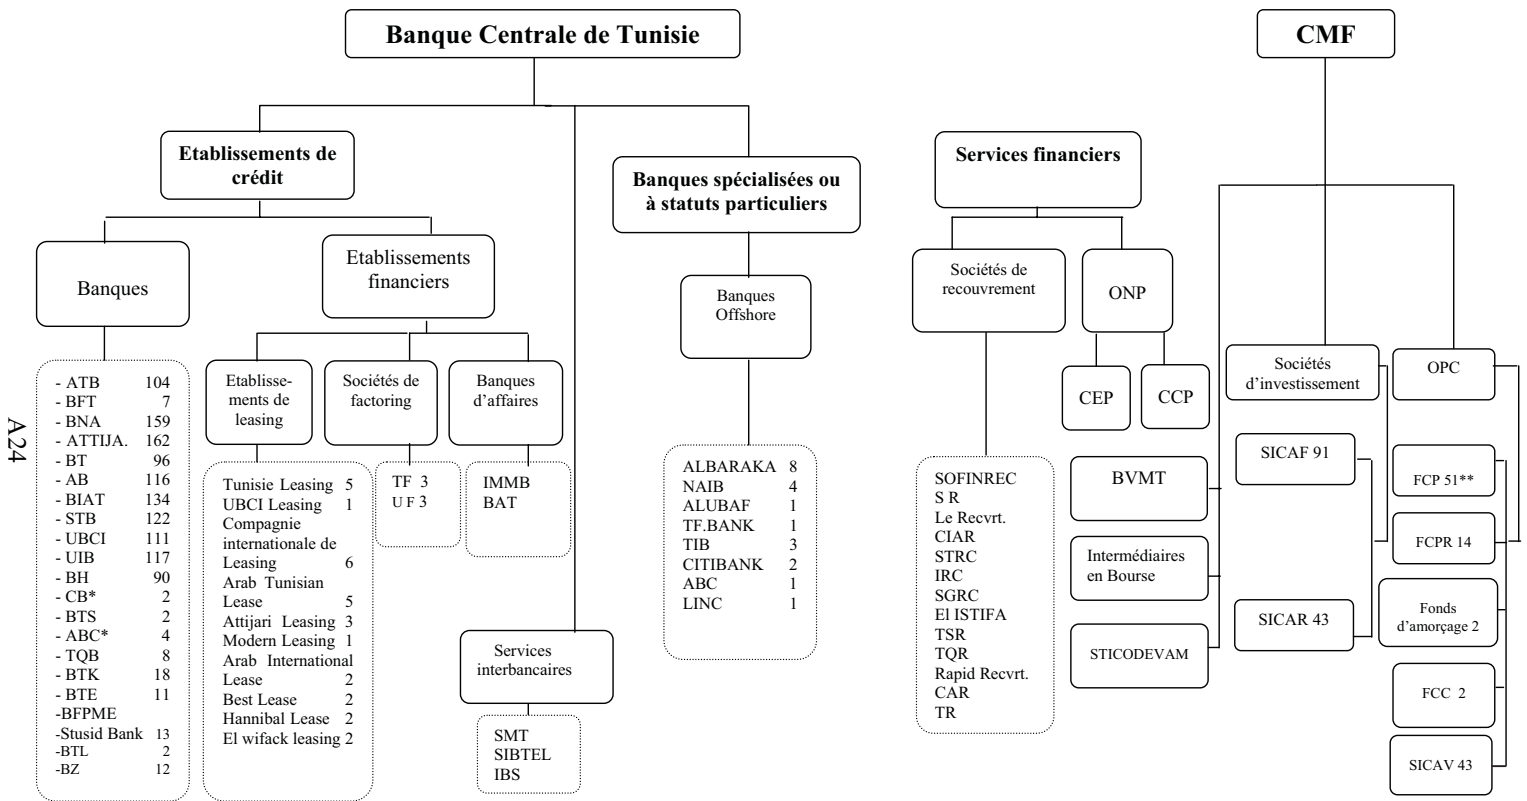 Banque Centrale de Tunisie
CMF
Etablissements de
crédit
Banques spécialisées ou
à statuts particuliers
Services financiers
Banques
Etablissements
financiers
Banques
Offshore
Sociétés de
recouvrement
ONP
CEP
CCP
Etablisse-
ments de
leasing
Sociétés de
factoring
Banques
d’affaires
Sociétés
d’investissement
OPC
- ATB 104
- BFT 7
- BNA 159
- ATTIJA. 162
- BT 96
- AB 116
- BIAT 134
- STB 122
- UBCI 111
- UIB 117
- BH 90
- CB* 2
- BTS 2
- ABC* 4
- TQB 8
- BTK 18
- BTE 11
-BFPME
-Stusid Bank 13
-BTL 2
-BZ 12
Tunisie Leasing 5
UBCI Leasing 1
Compagnie
internationale de
Leasing 6
Arab Tunisian
Lease 5
Attijari Leasing 3
Modern Leasing 1
Arab International
Lease 2
Best Lease 2
Hannibal Lease 2
El wifack leasing 2
TF 3
U F 3
IMMB
BAT
Services
interbancaires
SMT
SIBTEL
IBS
ALBARAKA 8
NAIB 4
ALUBAF 1
TF.BANK 1
TIB 3
CITIBANK 2
ABC 1
LINC 1
SOFINREC
S R
Le Recvrt.
CIAR
STRC
IRC
SGRC
El ISTIFA
TSR
TQR
Rapid Recvrt.
CAR
TR
BVMT
Intermédiaires
en Bourse
STICODEVAM
SICAF 91
SICAR 43
FCP 51**
FCPR 14
Fonds
d’amorçage 2
FCC 2
SICAV 43
A24